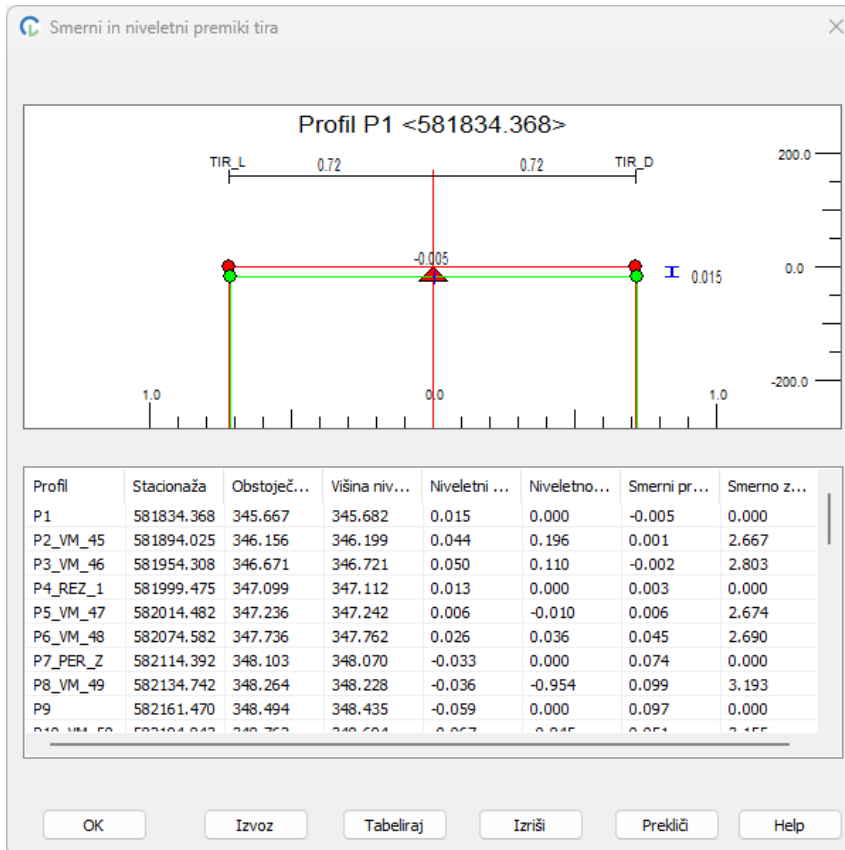 Smerni in niveletni premiki tira
Profil P1 <581834.368>
TIR_L 0.72 0.72 TIR_D
200.0
-0.005
0.015
0.0
-200.0
1.0 0.0 1.0
Profil Stacionaža Obstoječ... Višina niv... Niveletni ... Niveletno... Smerni pr... Smerno z...
P1 581834.368 345.667 345.682 0.015 0.000 -0.005 0.000
P2_VM_45 581894.025 346.156 346.199 0.044 0.196 0.001 2.667
P3_VM_46 581954.308 346.671 346.721 0.050 0.110 -0.002 2.803
P4_REZ_1 581999.475 347.099 347.112 0.013 0.000 0.003 0.000
P5_VM_47 582014.482 347.236 347.242 0.006 -0.010 0.006 2.674
P6_VM_48 582074.582 347.736 347.762 0.026 0.036 0.045 2.690
P7_PER_Z 582114.392 348.103 348.070 -0.033 0.000 0.074 0.000
P8_VM_49 582134.742 348.264 348.228 -0.036 -0.954 0.099 3.193
P9 582161.470 348.494 348.435 -0.059 0.000 0.097 0.000
OK Izvoz Tabeliraj Izriši Prekliči Help